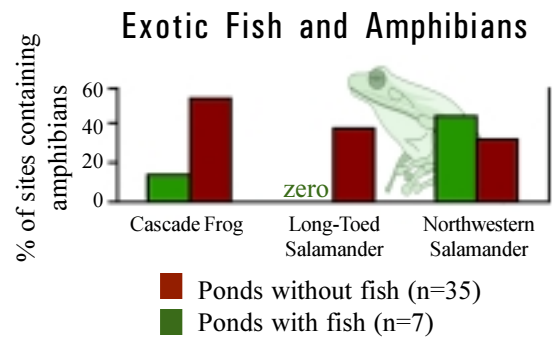 Exotic Fish and Amphibians
% of sites containing
amphibians
60
40
20
0
zero
Cascade Frog
Long-Toed
Salamander
Northwestern
Salamander
Ponds without fish (n=35)
Ponds with fish (n=7)